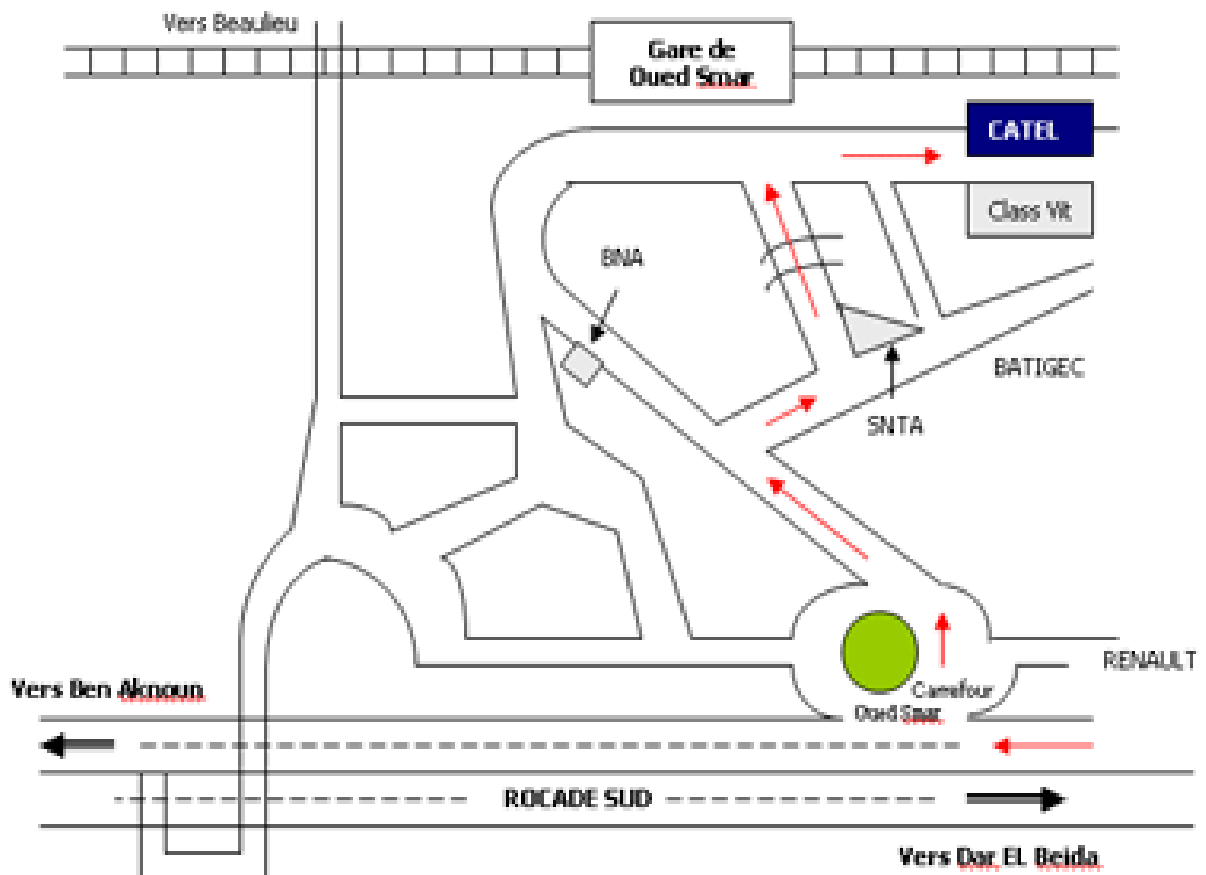 Vers Beaulieu
Gare de
Oued Smar
CATEL
Class Vit
BNA
BATIGEC
SNTA
RENAULT
Vers Ben Aknoun
Carrefour
Oued Smar
ROCADE SUD
Vers Dar EL Beida